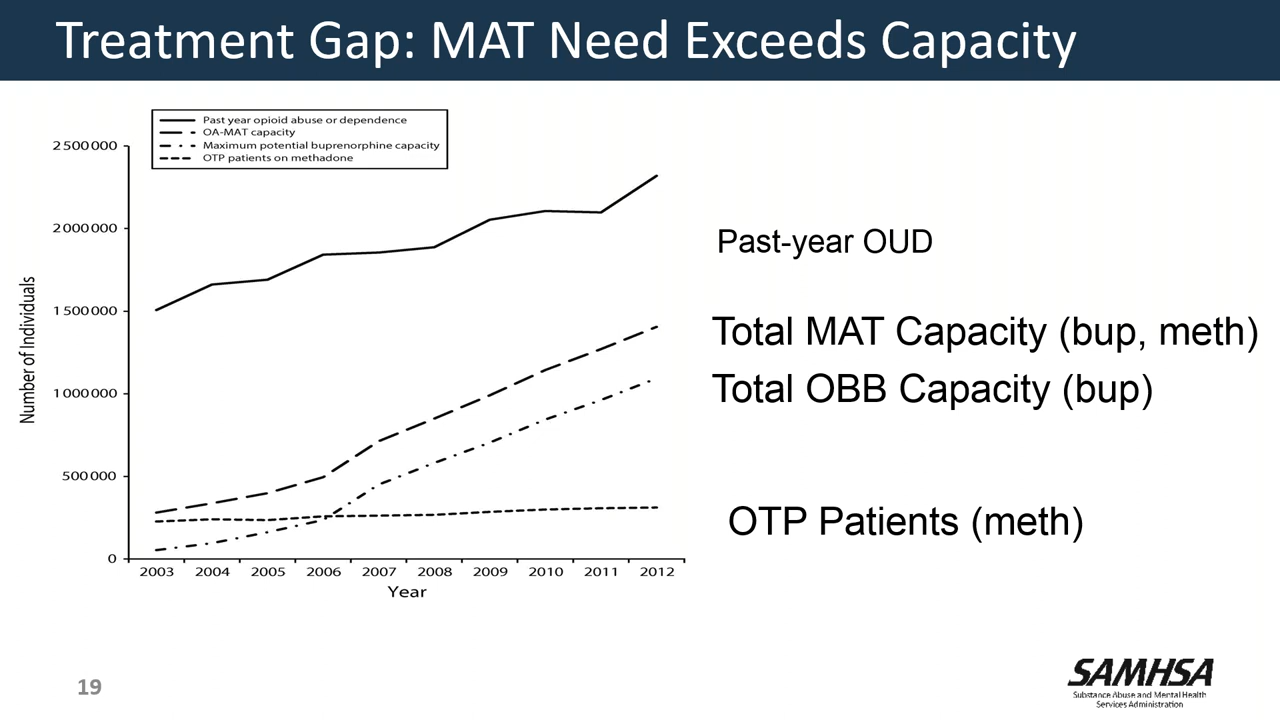 Treatment Gap: MAT Need Exceeds Capacity
Past year opioid abuse or dependence
OA-MAT capacity
Maximum potential buprenorphine capacity
OTP patients on methadone
2 500 000
2 000 000
1 500 000
1 000 000
500 000
0
Number of Individuals
2003 2004 2005 2006 2007 2008 2009 2010 2011 2012
Year
Past-year OUD
Total MAT Capacity (bup, meth)
Total OBB Capacity (bup)
OTP Patients (meth)
19
SAMHSA
Substance Abuse and Mental Health
Services Administration